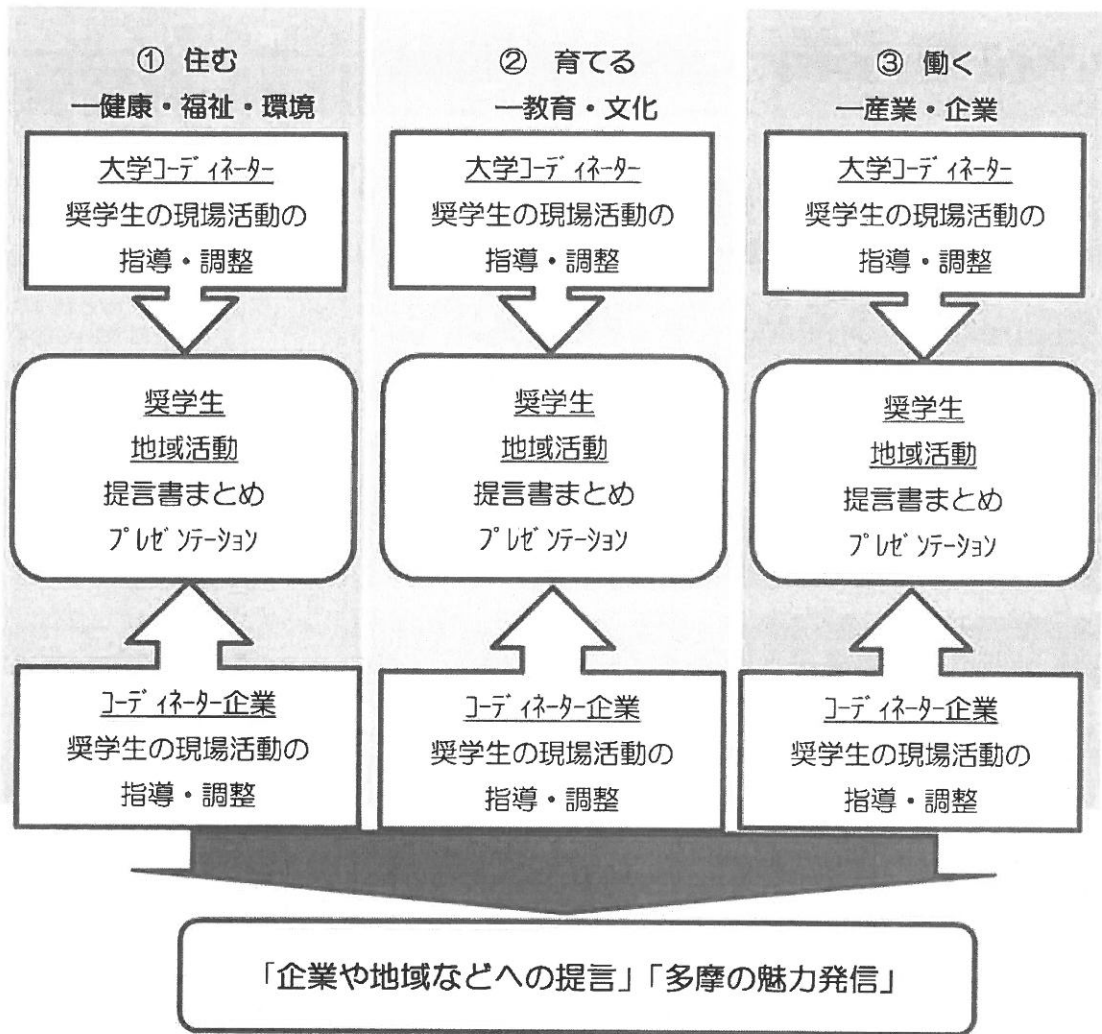 ① 住む
―健康・福祉・環境
大学ｺｰﾃﾞｨﾈｰﾀｰ
奨学生の現場活動の
指導・調整
奨学生
地域活動
提言書まとめ
ﾌﾟﾚｾﾞﾝﾃｰｼｮﾝ
ｺｰﾃﾞｨﾈｰﾀｰ企業
奨学生の現場活動の
指導・調整
② 育てる
―教育・文化
大学ｺｰﾃﾞｨﾈｰﾀｰ
奨学生の現場活動の
指導・調整
奨学生
地域活動
提言書まとめ
ﾌﾟﾚｾﾞﾝﾃｰｼｮﾝ
ｺｰﾃﾞｨﾈｰﾀｰ企業
奨学生の現場活動の
指導・調整
③ 働く
―産業・企業
大学ｺｰﾃﾞｨﾈｰﾀｰ
奨学生の現場活動の
指導・調整
奨学生
地域活動
提言書まとめ
ﾌﾟﾚｾﾞﾝﾃｰｼｮﾝ
ｺｰﾃﾞｨﾈｰﾀｰ企業
奨学生の現場活動の
指導・調整
「企業や地域などへの提言」「多摩の魅力発信」